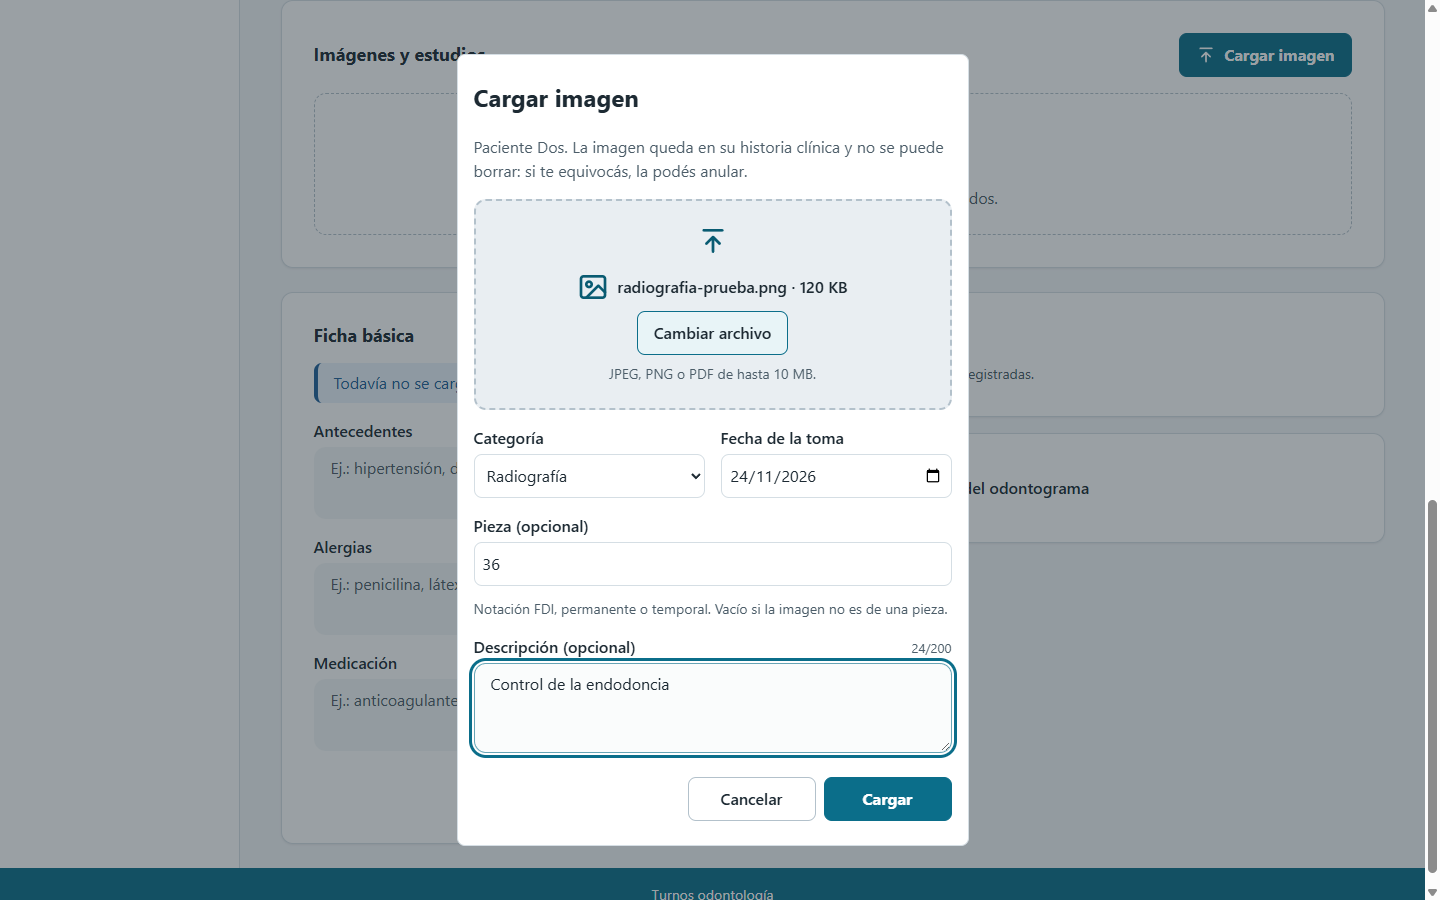 Imágenes y estudios
Cargar imagen
Cargar imagen
Paciente Dos. La imagen queda en su historia clínica y no se puede
borrar: si te equivocás, la podés anular.
dos.
radiografia-prueba.png · 120 KB
Cambiar archivo
JPEG, PNG o PDF de hasta 10 MB.
Ficha básica
Todavía no se car
egistradas.
Categoría
Fecha de la toma
Radiografía
24/11/2026
Antecedentes
Ej.: hipertensión, d
del odontograma
Pieza (opcional)
36
Notación FDI, permanente o temporal. Vacío si la imagen no es de una pieza.
Alergias
Ej.: penicilina, látex
Descripción (opcional)
24/200
Control de la endodoncia
Medicación
Ej.: anticoagulante
Cancelar
Cargar
Turnos odontología